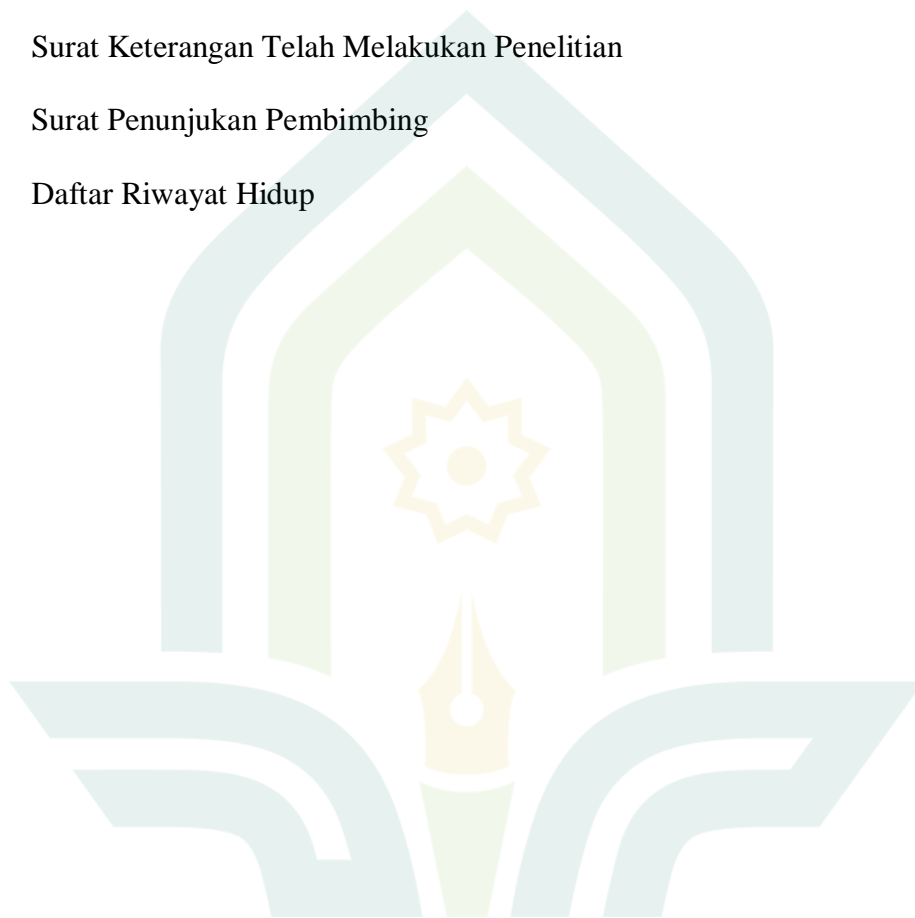 Surat Keterangan Telah Melakukan Penelitian
Surat Penunjukan Pembimbing
Daftar Riwayat Hidup